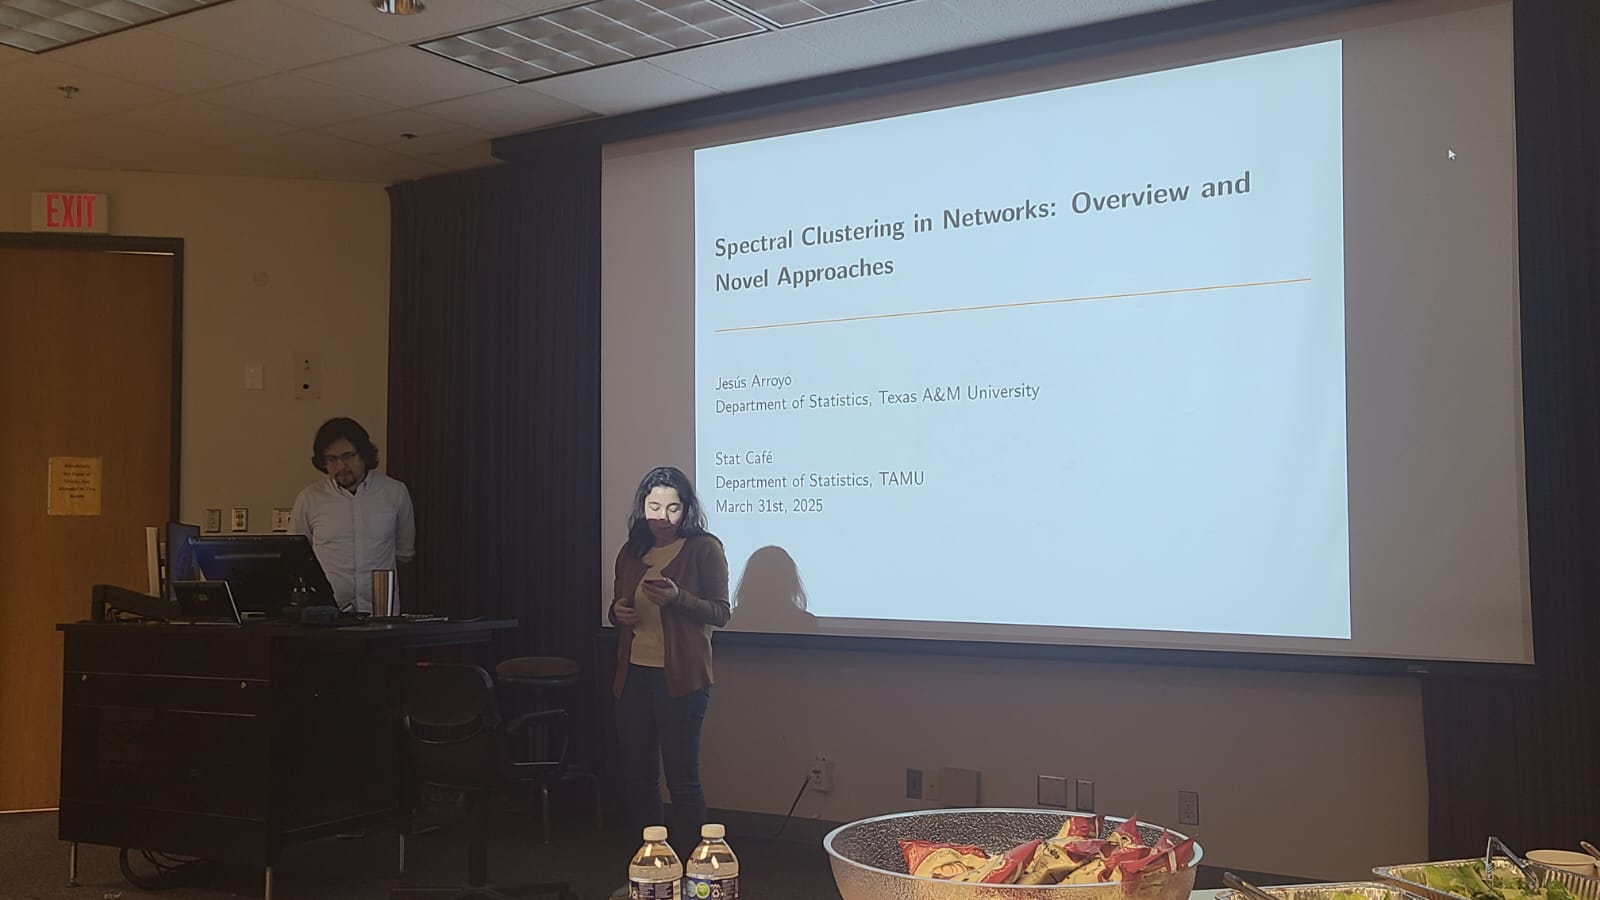 EXIT
Spectral Clustering in Networks: Overview and
Novel Approaches
Jesús Arroyo
Department of Statistics, Texas A&M University
Stat Café
Department of Statistics, TAMU
March 31st, 2025